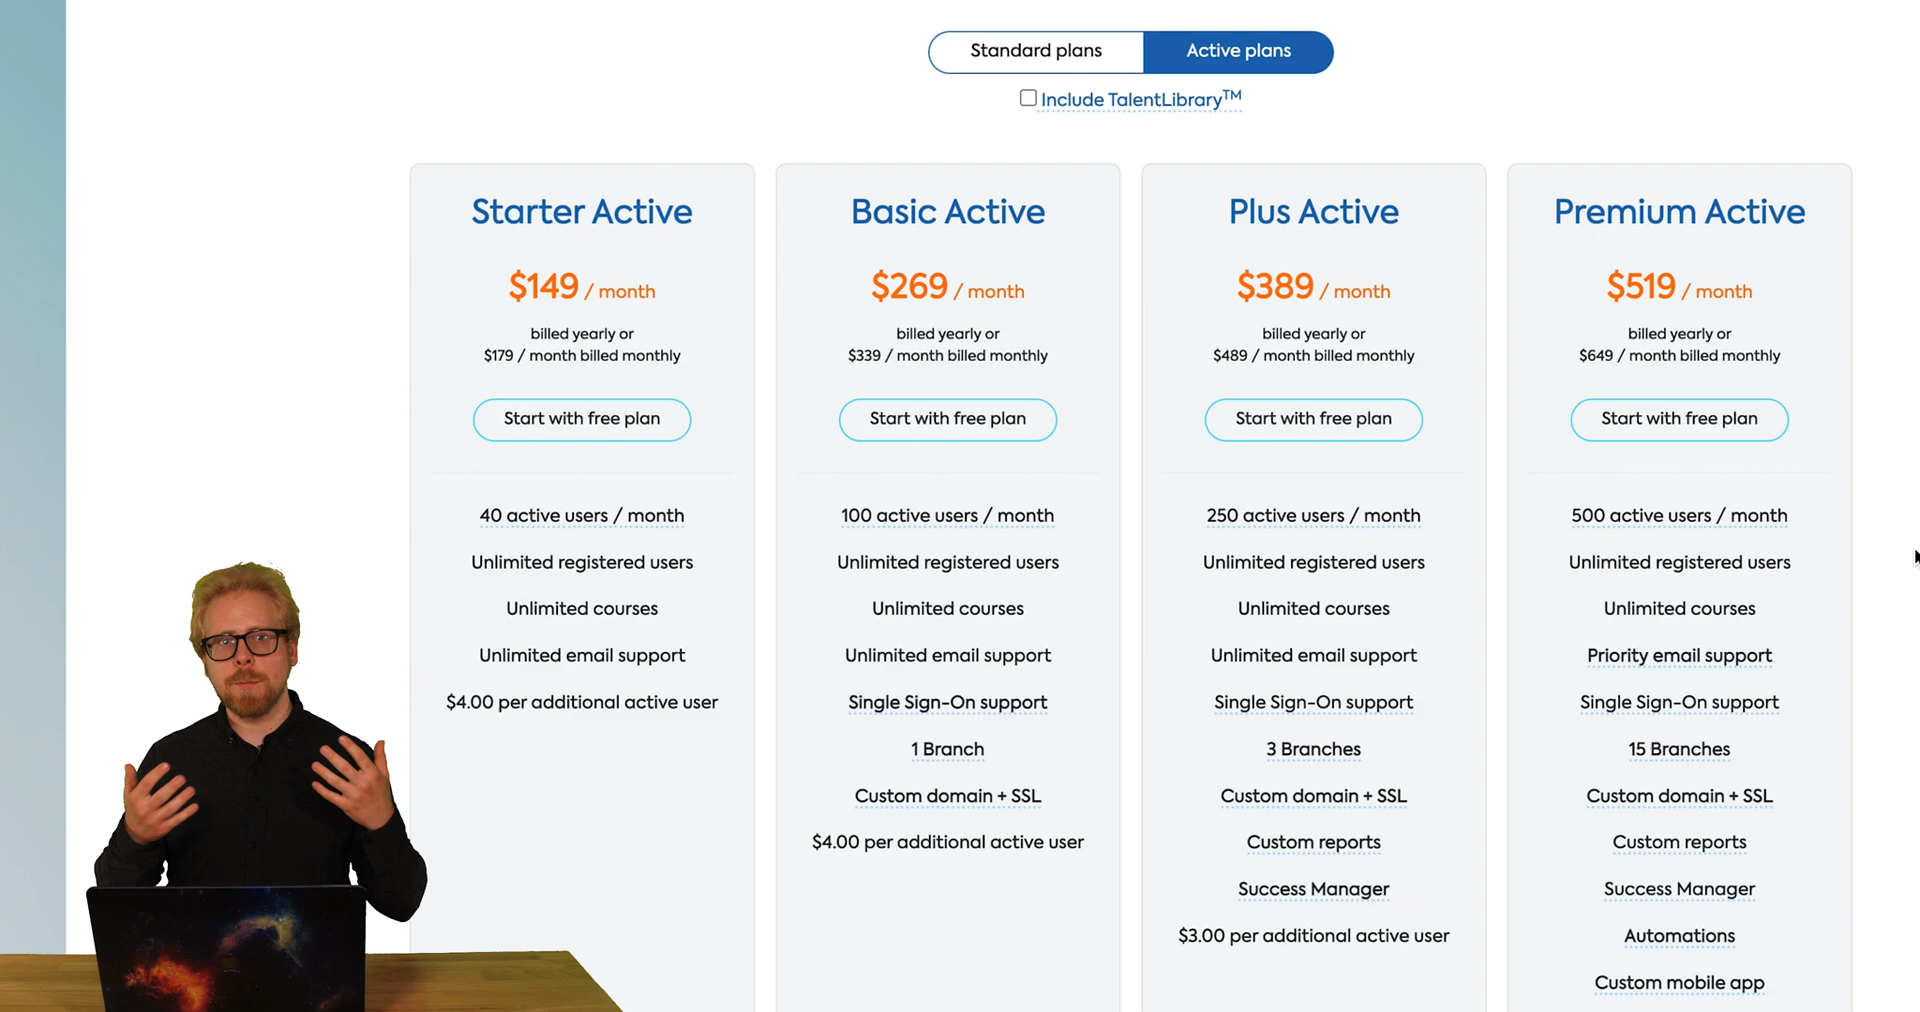 Standard plans
Active plans
Include TalentLibrary™
Starter Active
$149 / month
billed yearly or
$179 / month billed monthly
Start with free plan
40 active users / month
Unlimited registered users
Unlimited courses
Unlimited email support
$4.00 per additional active user
Basic Active
$269 / month
billed yearly or
$339 / month billed monthly
Start with free plan
100 active users / month
Unlimited registered users
Unlimited courses
Unlimited email support
Single Sign-On support
1 Branch
Custom domain + SSL
$4.00 per additional active user
Plus Active
$389 / month
billed yearly or
$489 / month billed monthly
Start with free plan
250 active users / month
Unlimited registered users
Unlimited courses
Unlimited email support
Single Sign-On support
3 Branches
Custom domain + SSL
Custom reports
Success Manager
$3.00 per additional active user
Premium Active
$519 / month
billed yearly or
$649 / month billed monthly
Start with free plan
500 active users / month
Unlimited registered users
Unlimited courses
Priority email support
Single Sign-On support
15 Branches
Custom domain + SSL
Custom reports
Success Manager
Automations
Custom mobile app